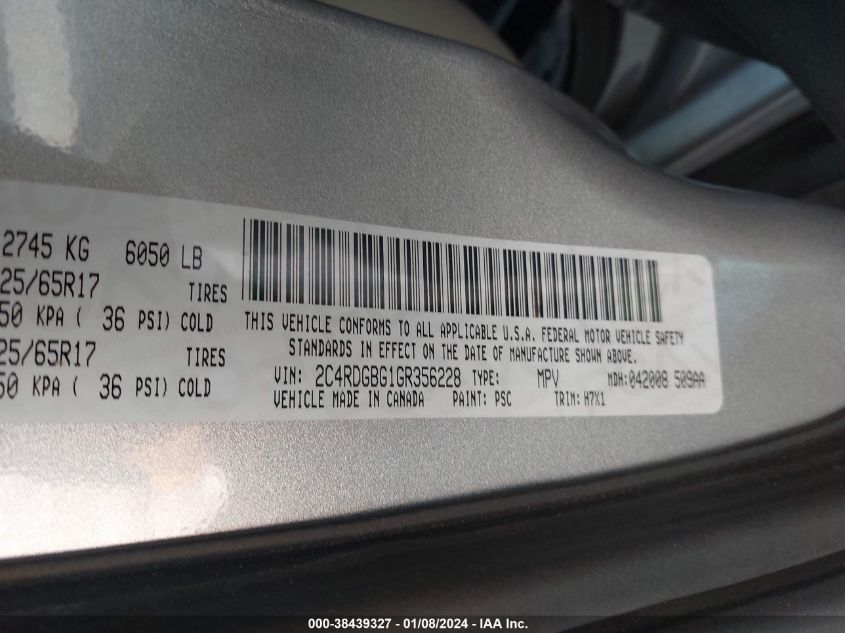 2745 KG 6050 LB
25/65R17 TIRES
50 KPA ( 36 PSI) COLD
25/65R17 TIRES
50 KPA ( 36 PSI) COLD
THIS VEHICLE CONFORMS TO ALL APPLICABLE U.S.A. FEDERAL MOTOR VEHICLE SAFETY
STANDARDS IN EFFECT ON THE DATE OF MANUFACTURE SHOWN ABOVE.
VIN: 2C4RDGBG1GR356228 TYPE: MPV MDH: 042008 509AA
VEHICLE MADE IN CANADA PAINT: PSC TRIM: H7X1
000-38439327 - 01/08/2024 - IAA Inc.